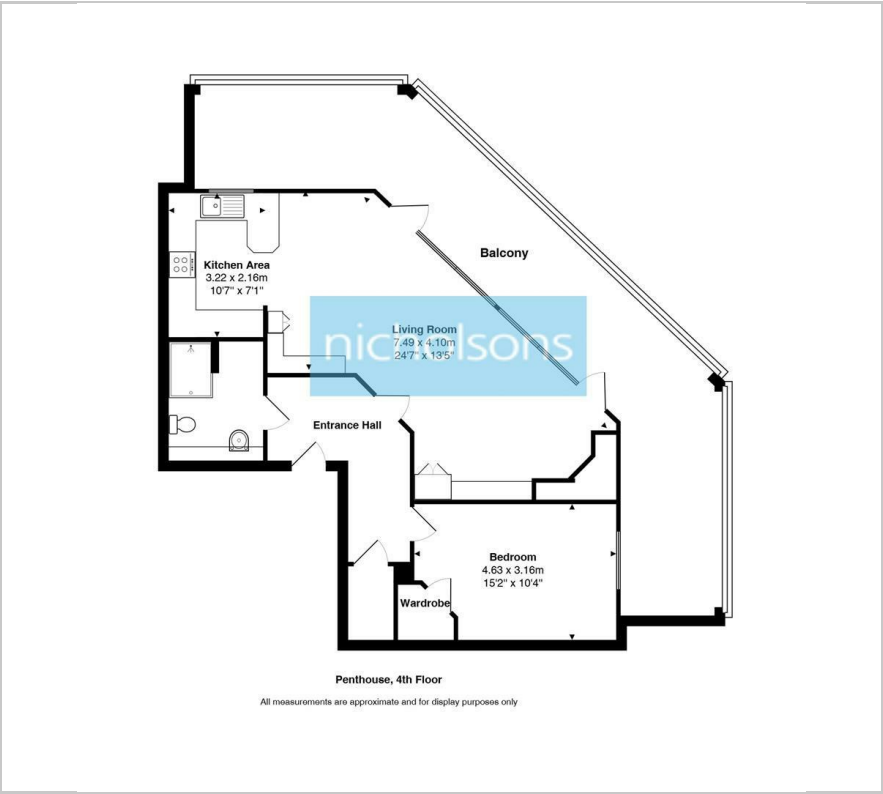 Balcony
Kitchen Area
3.22 x 2.16m
10'7" x 7'1"
Living Room
7.49 x 4.10m
24'7" x 13'5"
nicholsons
Entrance Hall
Bedroom
4.63 x 3.16m
15'2" x 10'4"
Wardrobe
Penthouse, 4th Floor
All measurements are approximate and for display purposes only